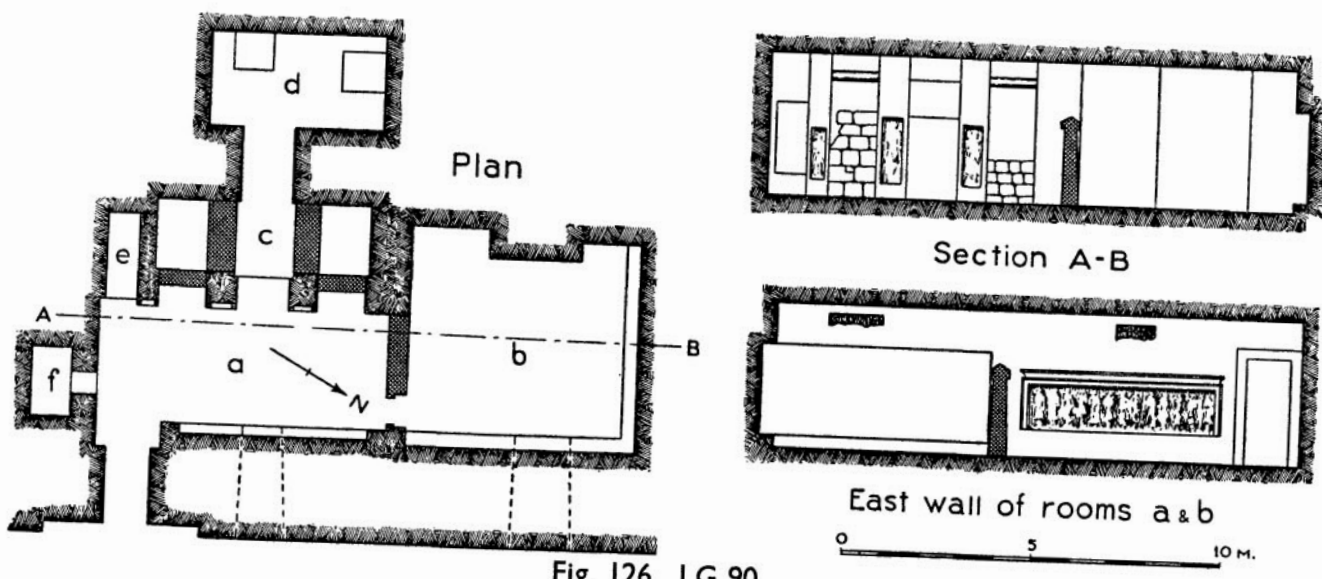 d
Plan
e
c
A
B
f
a
N
b
Section A-B
East wall of rooms a & b
0 5 10 M.
Fig. 126 LG 90